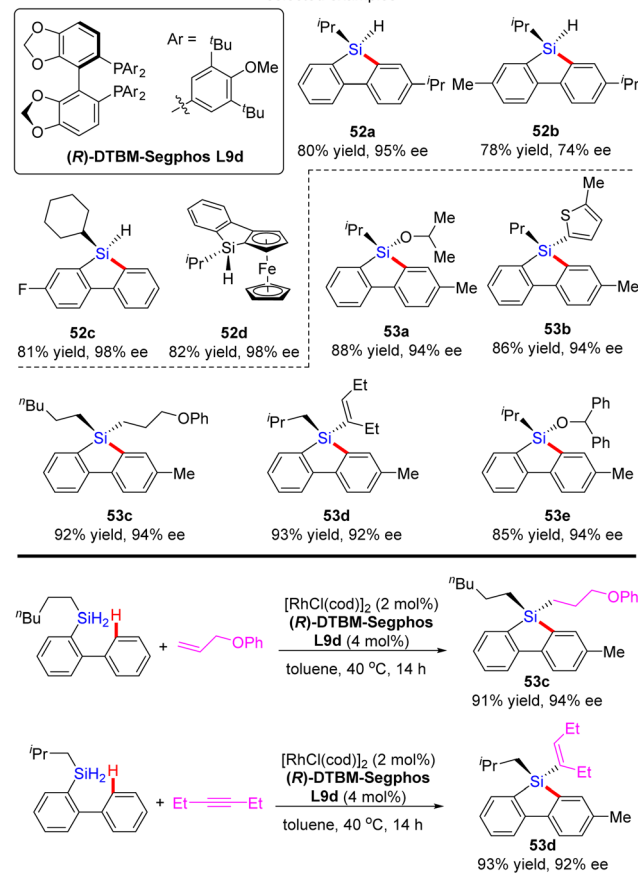 O
O
O
O
PAr₂
PAr₂
Ar =
ᵗBu
OMe
ᵗBu
(R)-DTBM-Segphos L9d
ⁱPr
H
Si
ⁱPr
52a
80% yield, 95% ee
ⁱPr
H
Si
Me
ⁱPr
52b
78% yield, 74% ee
Si
H
F
52c
81% yield, 98% ee
ⁱPr
Si
H
Fe
52d
82% yield, 98% ee
ⁱPr
Si
O
Me
Me
Me
53a
88% yield, 94% ee
Me
S
Pr
Si
Me
53b
86% yield, 94% ee
ⁿBu
OPh
Si
Me
53c
92% yield, 94% ee
Et
Et
ⁱPr
Si
Me
53d
93% yield, 92% ee
ⁱPr
Si
O
Ph
Ph
Me
53e
85% yield, 94% ee
ⁿBu
SiH₂
H
+
OPh
[RhCl(cod)]₂ (2 mol%)
(R)-DTBM-Segphos
L9d (4 mol%)
toluene, 40 °C, 14 h
ⁿBu
OPh
Si
Me
53c
91% yield, 94% ee
ⁱPr
SiH₂
H
+
Et
Et
[RhCl(cod)]₂ (2 mol%)
(R)-DTBM-Segphos
L9d (4 mol%)
toluene, 40 °C, 14 h
Et
Et
ⁱPr
Si
Me
53d
93% yield, 92% ee